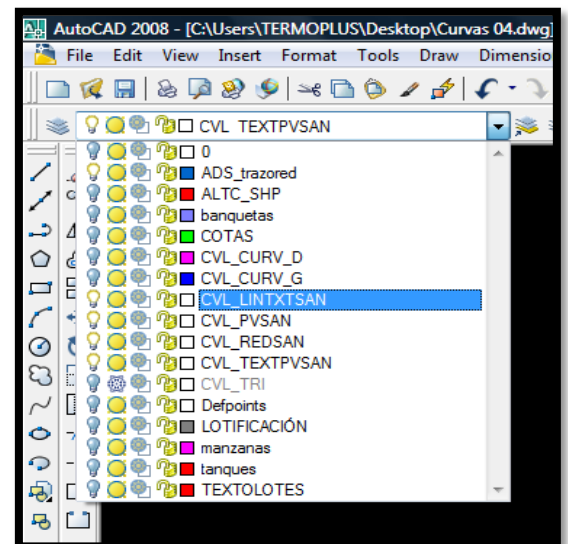 AutoCAD 2008 - [C:\Users\TERMOPLUS\Desktop\Curvas 04.dwg]
File Edit View Insert Format Tools Draw Dimensio
CVL_TEXTPVSAN
0
ADS_trazored
ALTC_SHP
banquetas
COTAS
CVL_CURV_D
CVL_CURV_G
CVL_LINTXTSAN
CVL_PVSAN
CVL_REDSAN
CVL_TEXTPVSAN
CVL_TRI
Defpoints
LOTIFICACIÓN
manzanas
tanques
TEXTOLOTES